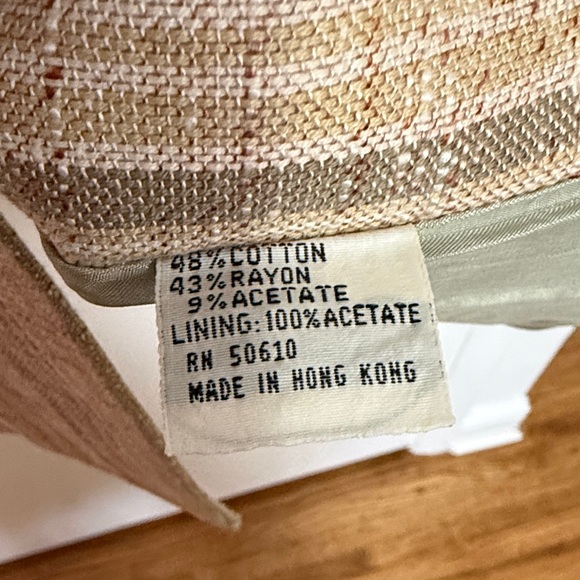 48%COTTON
43%RAYON
9%ACETATE
LINING:100%ACETATE
RN 50610
MADE IN HONG KONG